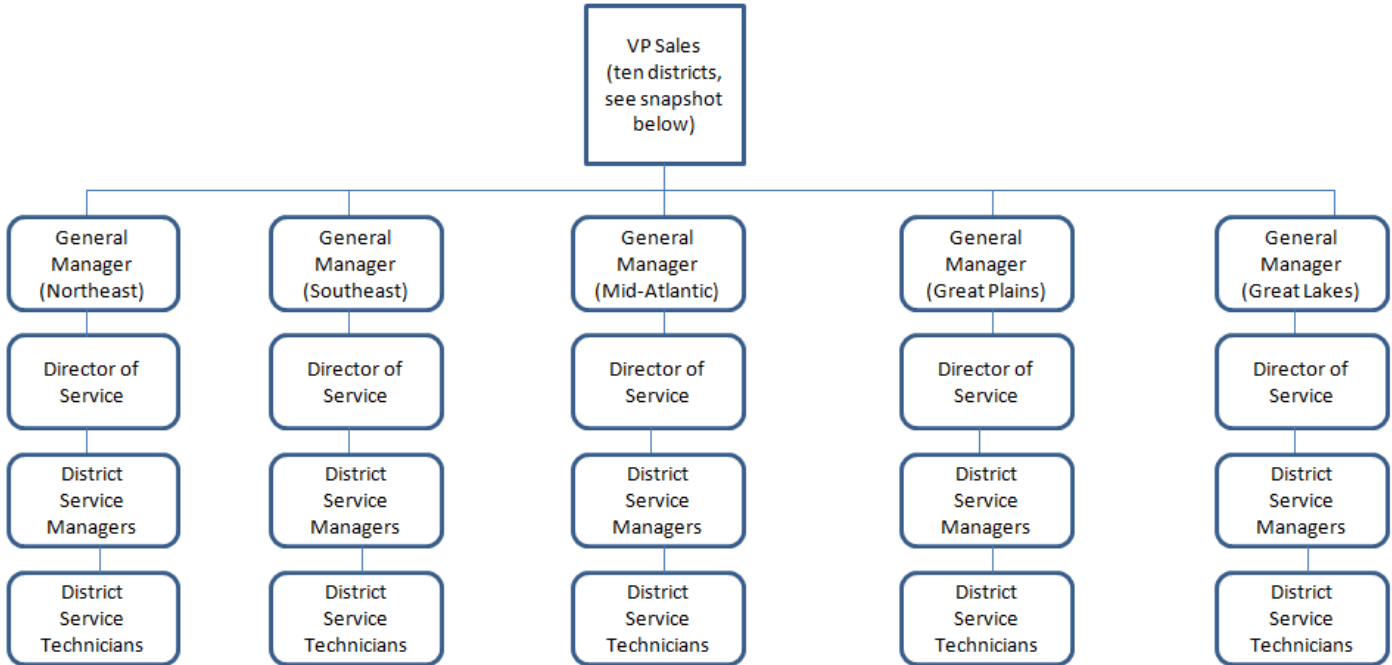 VP Sales
(ten districts,
see snapshot
below)
General
Manager
(Northeast)
General
Manager
(Southeast)
General
Manager
(Mid-Atlantic)
General
Manager
(Great Plains)
General
Manager
(Great Lakes)
Director of
Service
Director of
Service
Director of
Service
Director of
Service
Director of
Service
District
Service
Managers
District
Service
Managers
District
Service
Managers
District
Service
Managers
District
Service
Managers
District
Service
Technicians
District
Service
Technicians
District
Service
Technicians
District
Service
Technicians
District
Service
Technicians